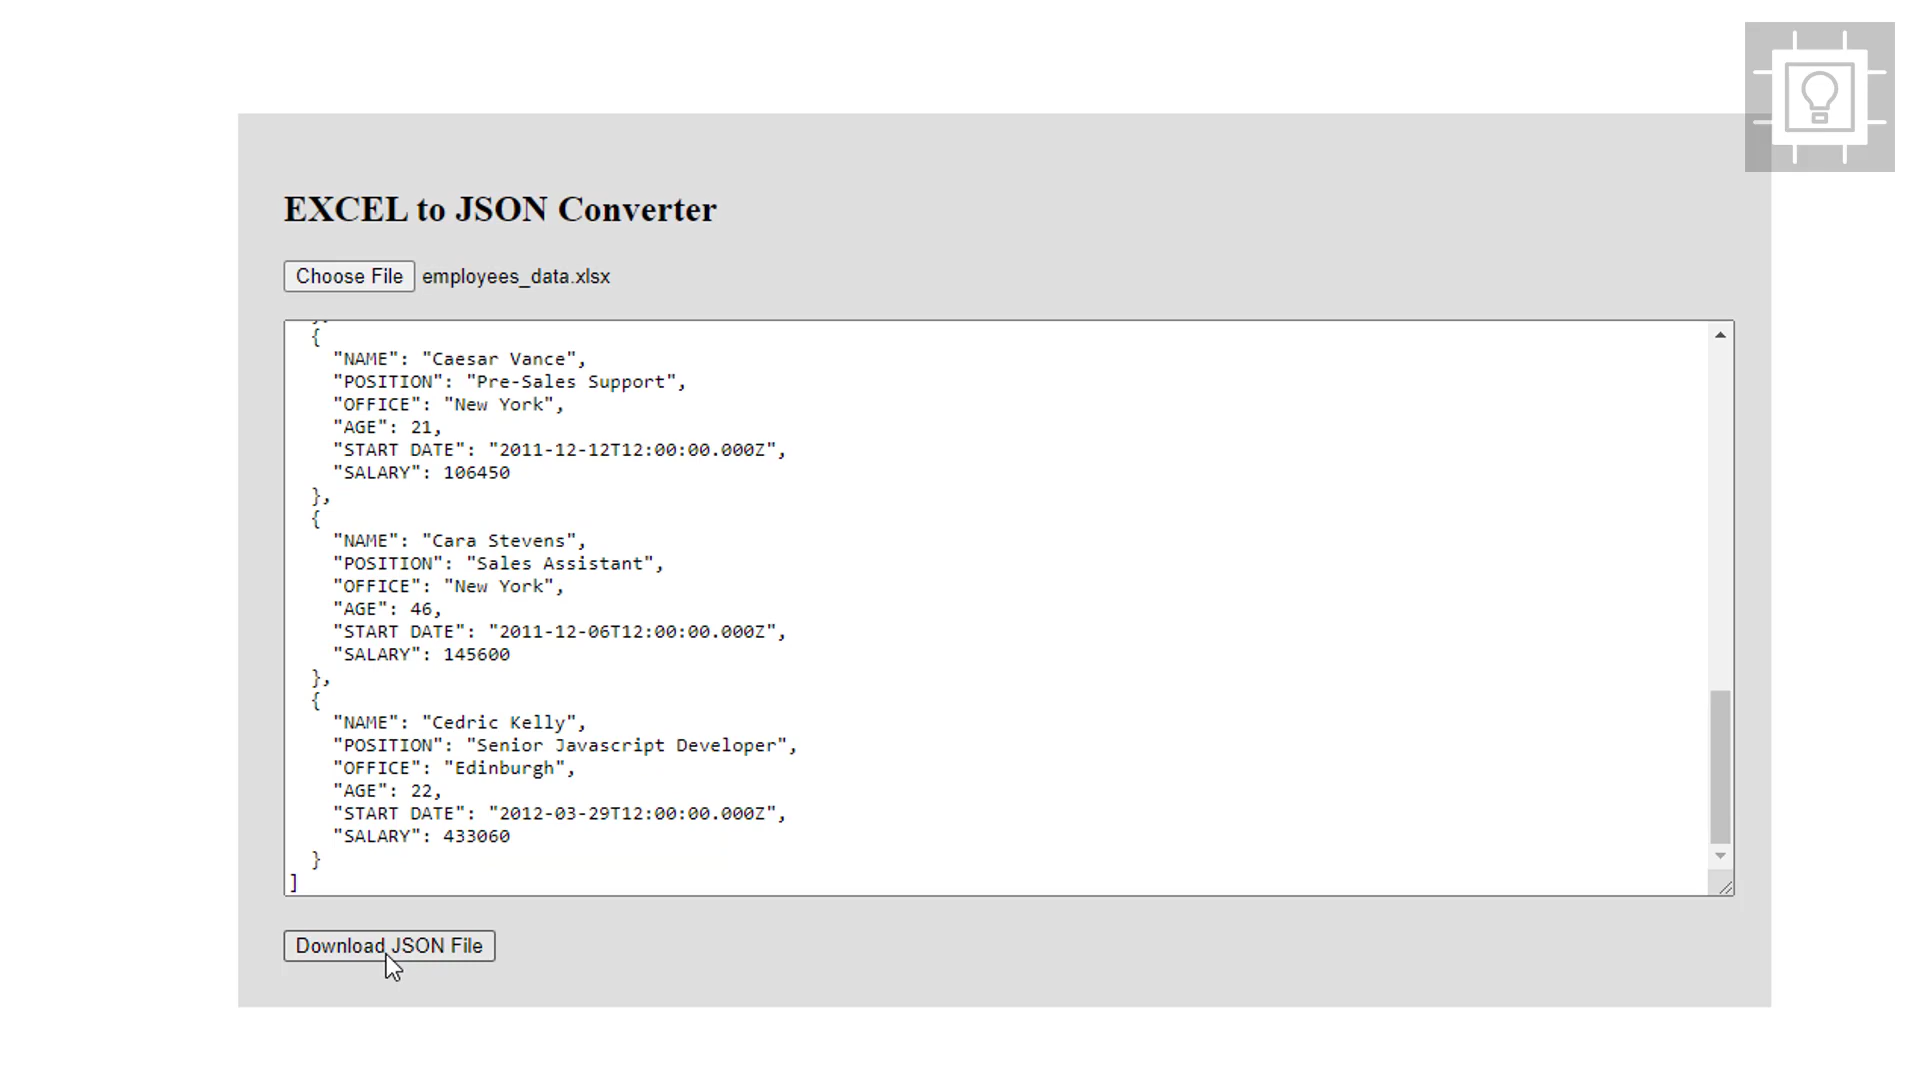 EXCEL to JSON Converter
Choose File employees_data.xlsx
{
"NAME": "Caesar Vance",
"POSITION": "Pre-Sales Support",
"OFFICE": "New York",
"AGE": 21,
"START DATE": "2011-12-12T12:00:00.000Z",
"SALARY": 106450
},
{
"NAME": "Cara Stevens",
"POSITION": "Sales Assistant",
"OFFICE": "New York",
"AGE": 46,
"START DATE": "2011-12-06T12:00:00.000Z",
"SALARY": 145600
},
{
"NAME": "Cedric Kelly",
"POSITION": "Senior Javascript Developer",
"OFFICE": "Edinburgh",
"AGE": 22,
"START DATE": "2012-03-29T12:00:00.000Z",
"SALARY": 433060
}
]
Download JSON File